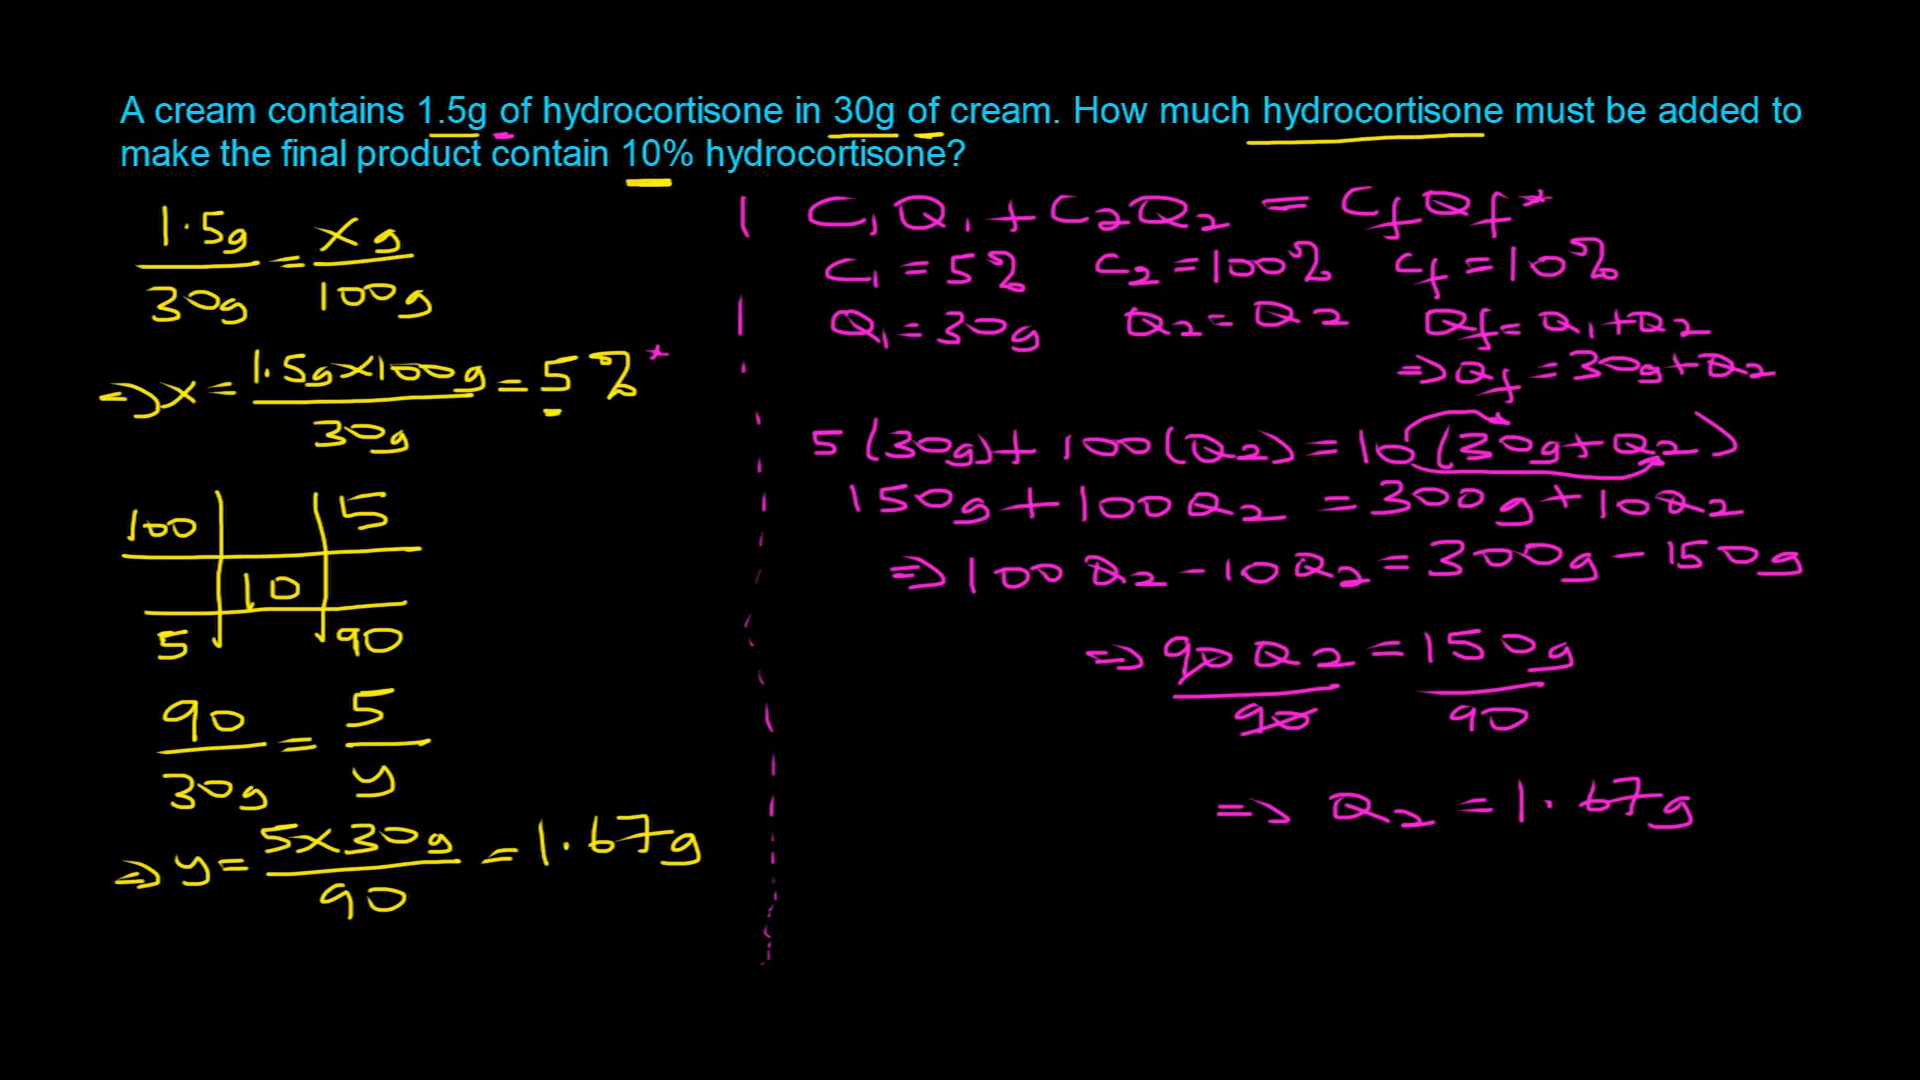 A cream contains 1.5g of hydrocortisone in 30g of cream. How much hydrocortisone must be added to
make the final product contain 10% hydrocortisone?
1.5g/30g = xg/100g
⇒ x = 1.5g×100g/30g = 5% *
100 | | 5
| 10 |
5 | | 90
90/30g = 5/y
⇒ y = 5×30g/90 = 1.67g
C₁Q₁ + C₂Q₂ = CfQf *
C₁ = 5% C₂ = 100% Cf = 10%
Q₁ = 30g Q₂ = Q₂ Qf = Q₁+Q₂
⇒ Qf = 30g+Q₂
5(30g) + 100(Q₂) = 10(30g+Q₂)
150g + 100Q₂ = 300g + 10Q₂
⇒ 100Q₂ - 10Q₂ = 300g - 150g
⇒ 90Q₂/90 = 150g/90
⇒ Q₂ = 1.67g